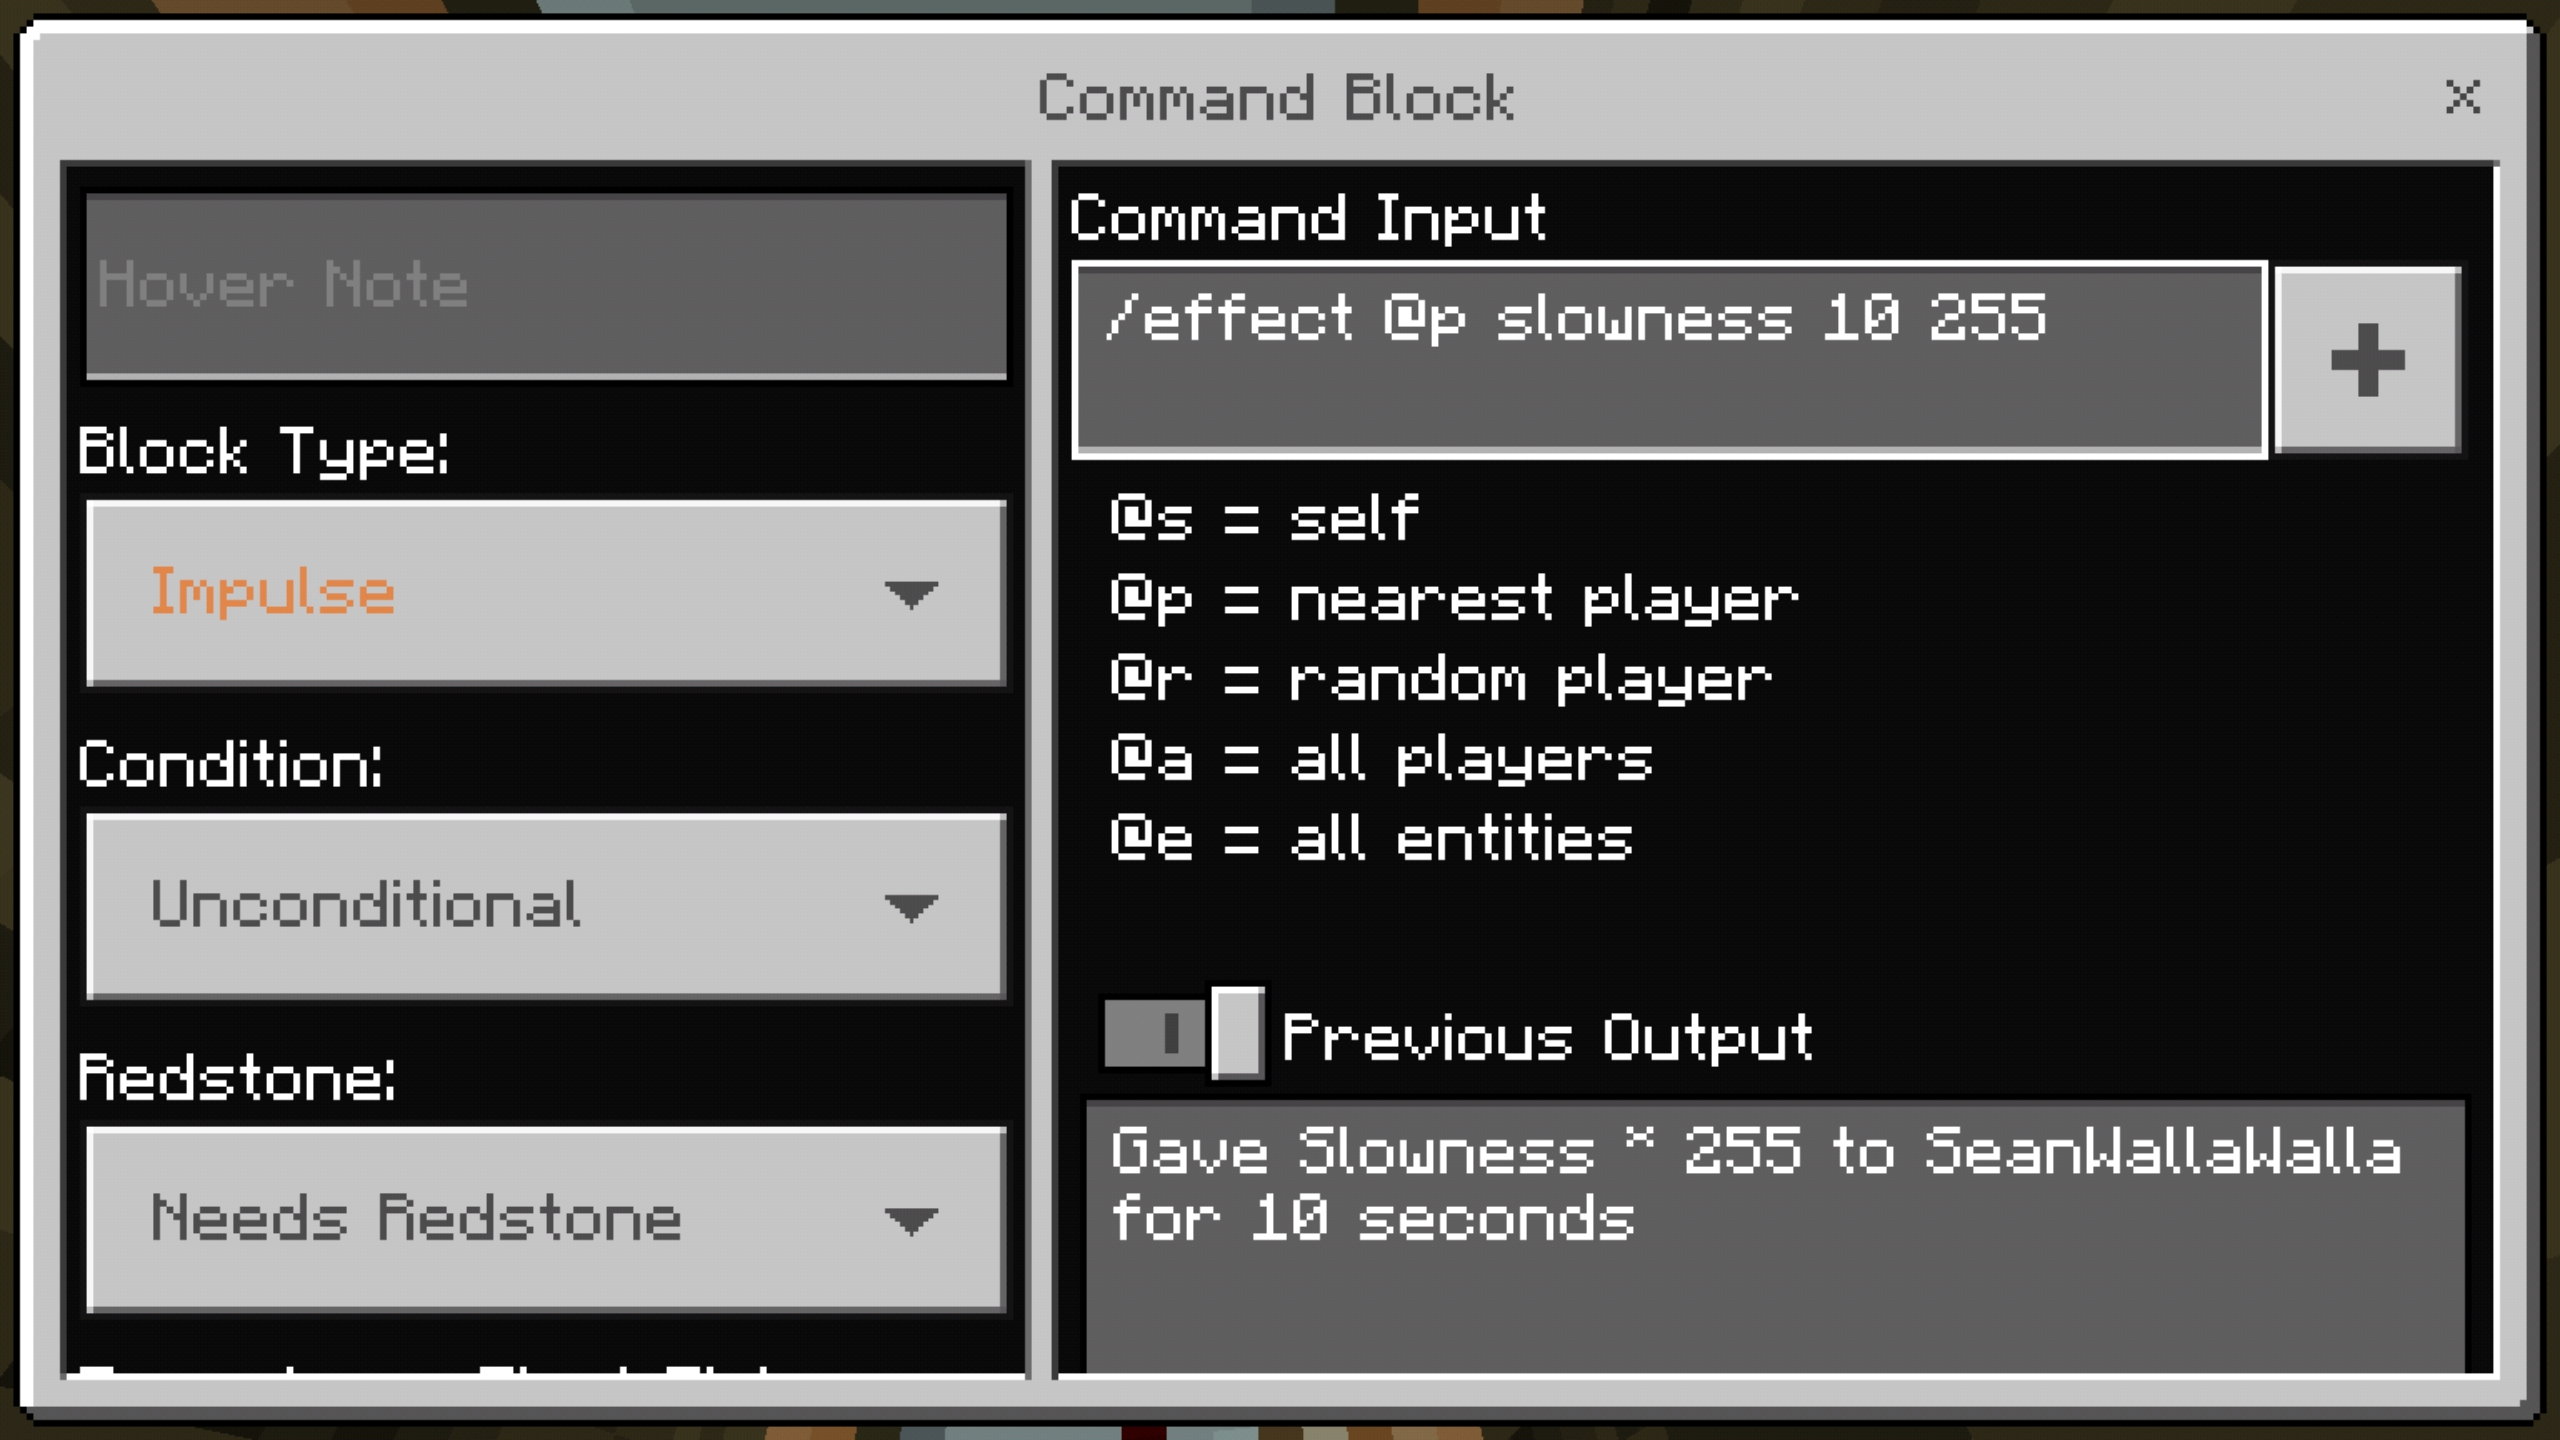 Command Block
Hover Note
Block Type:
Impulse
Condition:
Unconditional
Redstone:
Needs Redstone
Command Input
/effect @p slowness 10 255
@s = self
@p = nearest player
@r = random player
@a = all players
@e = all entities
Previous Output
Gave Slowness * 255 to SeanWallaWalla
for 10 seconds